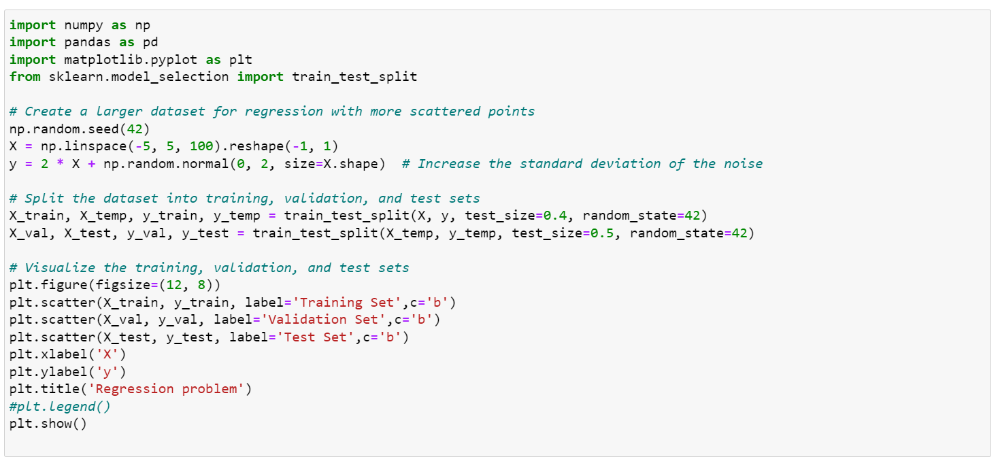 import numpy as np
import pandas as pd
import matplotlib.pyplot as plt
from sklearn.model_selection import train_test_split
# Create a larger dataset for regression with more scattered points
np.random.seed(42)
X = np.linspace(-5, 5, 100).reshape(-1, 1)
y = 2 * X + np.random.normal(0, 2, size=X.shape)  # Increase the standard deviation of the noise
# Split the dataset into training, validation, and test sets
X_train, X_temp, y_train, y_temp = train_test_split(X, y, test_size=0.4, random_state=42)
X_val, X_test, y_val, y_test = train_test_split(X_temp, y_temp, test_size=0.5, random_state=42)
# Visualize the training, validation, and test sets
plt.figure(figsize=(12, 8))
plt.scatter(X_train, y_train, label='Training Set',c='b')
plt.scatter(X_val, y_val, label='Validation Set',c='b')
plt.scatter(X_test, y_test, label='Test Set',c='b')
plt.xlabel('X')
plt.ylabel('y')
plt.title('Regression problem')
#plt.legend()
plt.show()